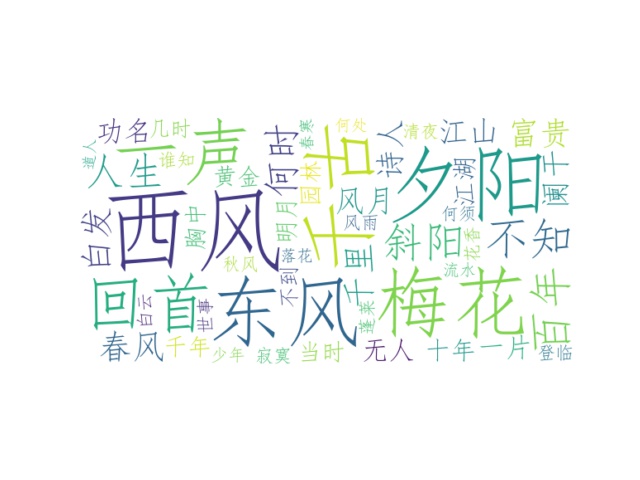 功名
几时
一声
道人
人生
谁知
黄金
何时
春寒
何处
千古
园林
诗人
清夜
江山
富贵
夕阳
江湖
阑干
白发
西风
胸中
明月
风月
风雨
斜阳
何须
不知
花香
秋风
落花
不到
千里
流水
回首
白云
世事
东风
蓬莱
梅花
百年
春风
千年
少年
寂寞
当时
无人
十年
一片
登临